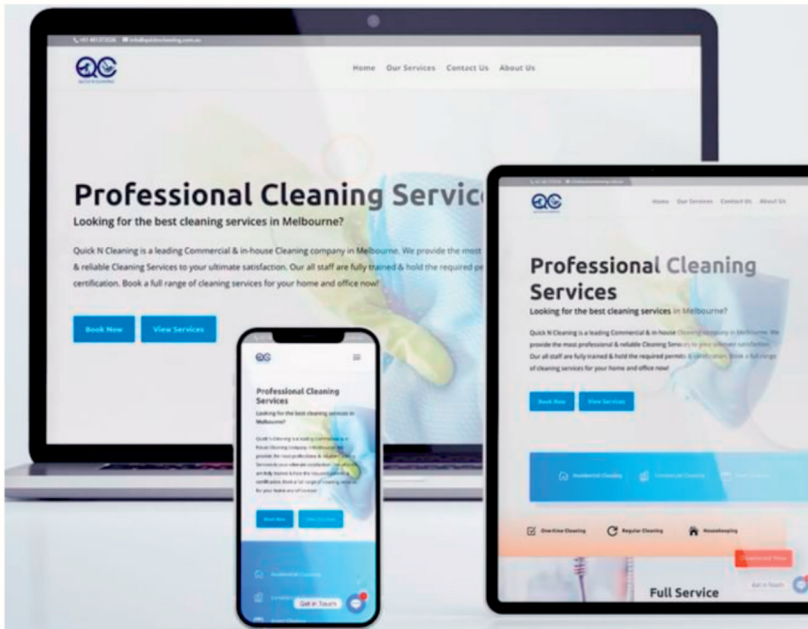 QC
Home Our Services Contact Us About Us
Professional Cleaning Servic
Looking for the best cleaning services in Melbourne?
Quick N Cleaning is a leading Commercial & in-house Cleaning company in Melbourne. We provide the most
& reliable Cleaning Services to your ultimate satisfaction. Our all staff are fully trained & hold the required pe
certification. Book a full range of cleaning services for your home and office now!
Book Now View Services
QC
Home Our Services Contact Us About Us
Professional Cleaning
Services
Looking for the best cleaning services in Melbourne?
Quick N Cleaning is a leading Commercial & in-house Cleaning company in Melbourne. We
provide the most professional & reliable Cleaning Services to your ultimate satisfaction.
Our all staff are fully trained & hold the required permits & certification. Book a full range
of cleaning services for your home and office now!
Book Now View Services
Residential Cleaning Commercial Cleaning
One-time Cleaning Regular Cleaning Housekeeping
Get in Touch
Full Service
QC
Professional Cleaning
Services
Looking for the best cleaning services in
Melbourne?
Book Now View Services
Residential Cleaning
Get in Touch